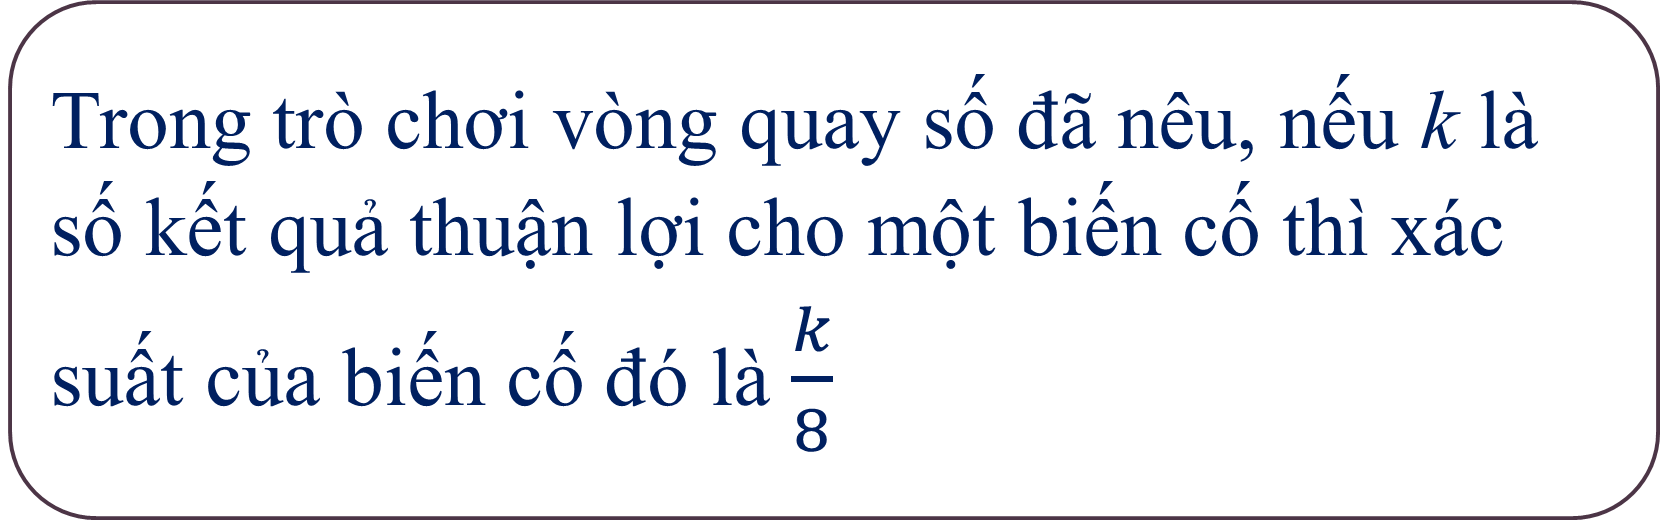 Trong trò chơi vòng quay số đã nêu, nếu k là
số kết quả thuận lợi cho một biến cố thì xác
suất của biến cố đó là k/8